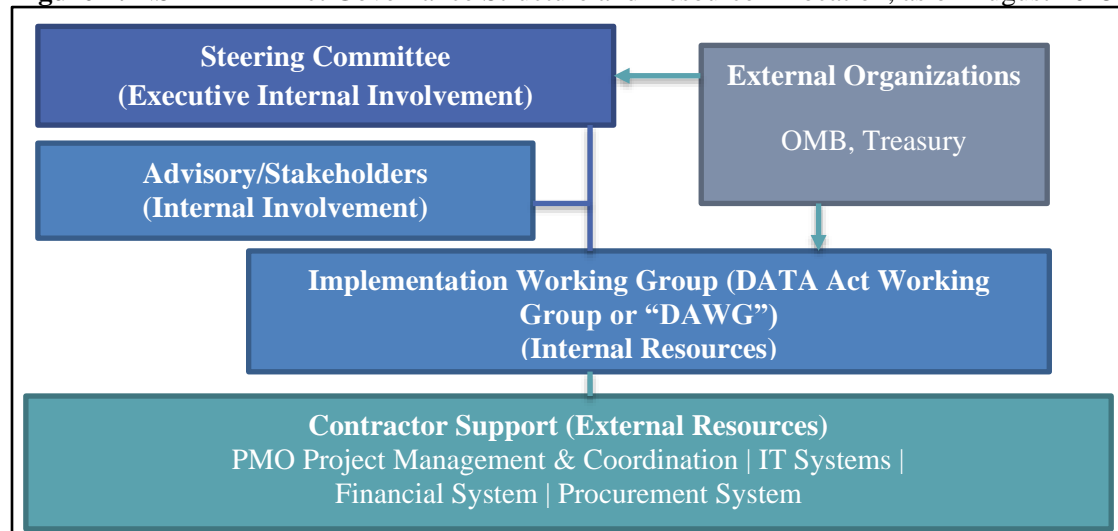 Steering Committee
(Executive Internal Involvement)
External Organizations
OMB, Treasury
Advisory/Stakeholders
(Internal Involvement)
Implementation Working Group (DATA Act Working
Group or “DAWG”)
(Internal Resources)
Contractor Support (External Resources)
PMO Project Management & Coordination | IT Systems |
Financial System | Procurement System